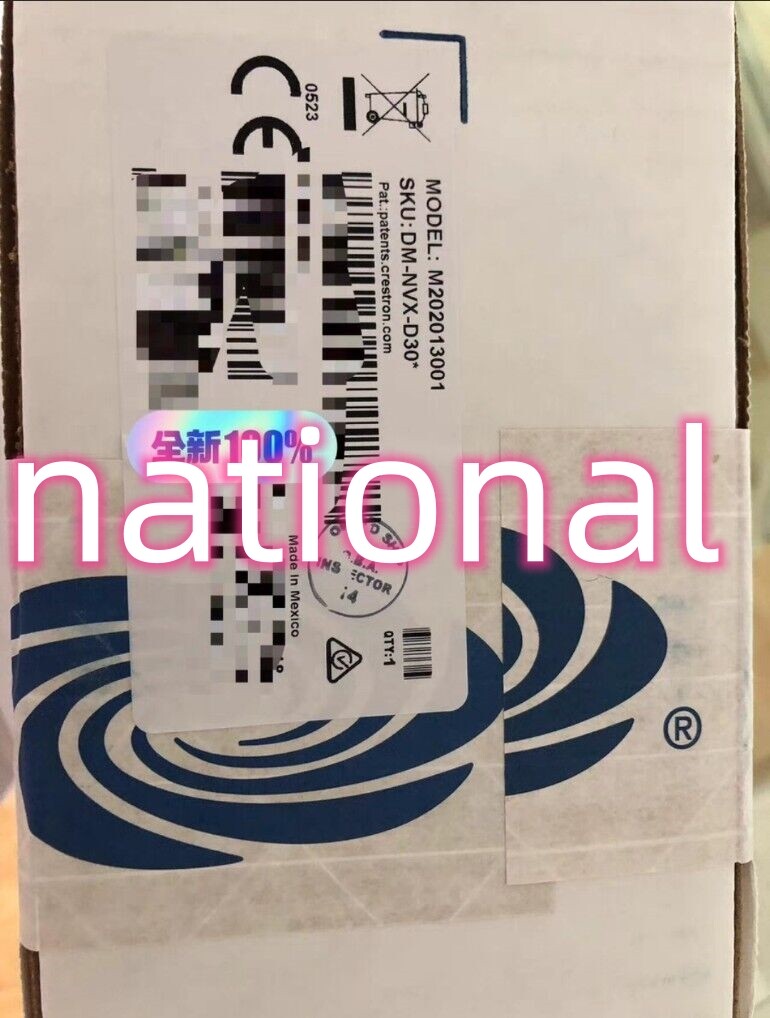 0523
MODEL: M202013001
SKU: DM-NVX-D30*
Pat.:patents.crestron.com
全新100%
national
Made In Mexico
14
QTY:1
®